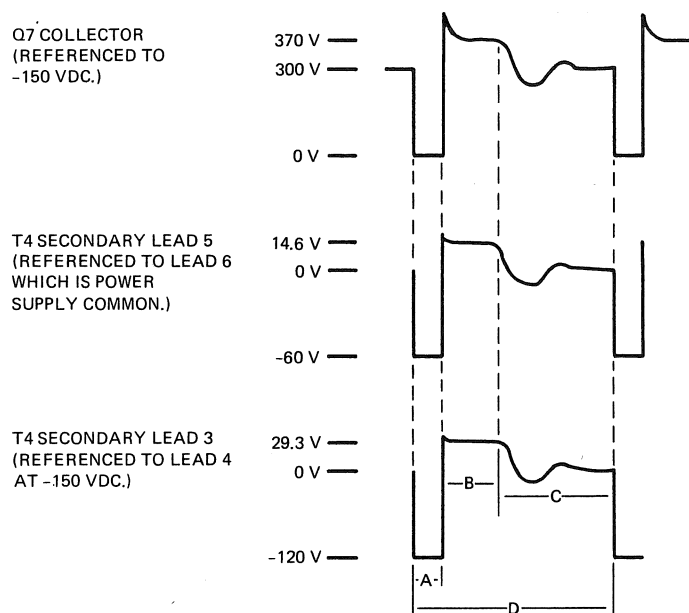 Q7 COLLECTOR
(REFERENCED TO
-150 VDC.)
370 V
300 V
0 V
T4 SECONDARY LEAD 5
(REFERENCED TO LEAD 6
WHICH IS POWER
SUPPLY COMMON.)
14.6 V
0 V
-60 V
T4 SECONDARY LEAD 3
(REFERENCED TO LEAD 4
AT -150 VDC.)
29.3 V
0 V
-120 V
B
C
A
D